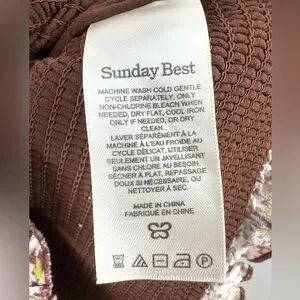 Sunday Best
MACHINE WASH COLD GENTLE
CYCLE SEPARATELY, ONLY
NON-CHLORINE BLEACH WHEN
NEEDED, DRY FLAT, COOL IRON
ONLY IF NEEDED, OR DRY
CLEAN.
LAVER SÉPARÉMENT À LA
MACHINE À L'EAU FROIDE AU
CYCLE DÉLICAT, UTILISER
SEULEMENT UN JAVELLISANT
SANS CHLORE AU BESOIN,
SÉCHER À PLAT, REPASSAGE
DOUX SI NÉCESSAIRE, OU
NETTOYER À SEC.
MADE IN CHINA
FABRIQUÉ EN CHINE